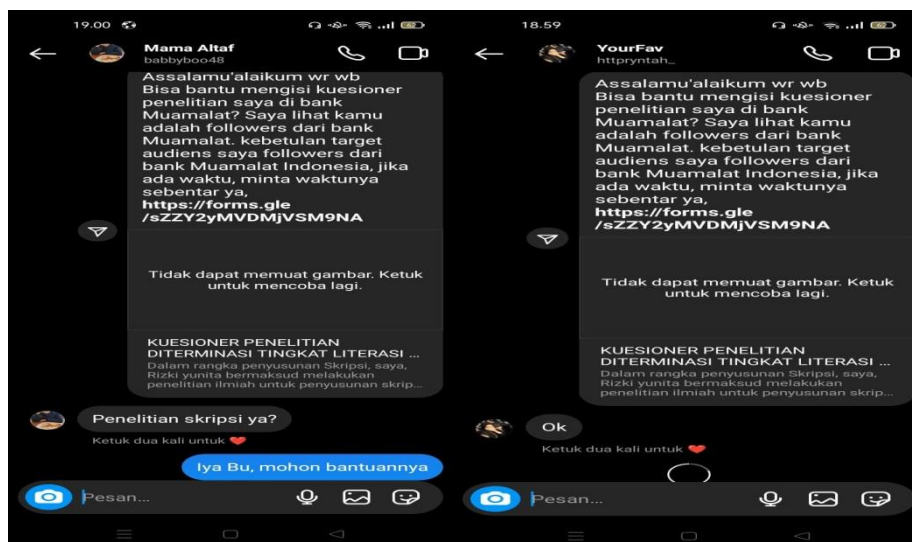 19.00
Mama Altaf
babbyboo48
Assalamu'alaikum wr wb
Bisa bantu mengisi kuesioner
penelitian saya di bank
Muamalat? Saya lihat kamu
adalah followers dari bank
Muamalat. kebetulan target
audiens saya followers dari
bank Muamalat Indonesia, jika
ada waktu, minta waktunya
sebentar ya,
https://forms.gle
/sZZY2yMVDMjVSM9NA
Tidak dapat memuat gambar. Ketuk
untuk mencoba lagi.
KUESIONER PENELITIAN
DITERMINASI TINGKAT LITERASI ...
Dalam rangka penyusunan Skripsi, saya,
Rizki yunita bermaksud melakukan
penelitian ilmiah untuk penyusunan skrip...
Penelitian skripsi ya?
Ketuk dua kali untuk ❤️
Iya Bu, mohon bantuannya
Pesan...
18.59
YourFav
httpryntah_
Assalamu'alaikum wr wb
Bisa bantu mengisi kuesioner
penelitian saya di bank
Muamalat? Saya lihat kamu
adalah followers dari bank
Muamalat. kebetulan target
audiens saya followers dari
bank Muamalat Indonesia, jika
ada waktu, minta waktunya
sebentar ya,
https://forms.gle
/sZZY2yMVDMjVSM9NA
Tidak dapat memuat gambar. Ketuk
untuk mencoba lagi.
KUESIONER PENELITIAN
DITERMINASI TINGKAT LITERASI ...
Dalam rangka penyusunan Skripsi, saya,
Rizki yunita bermaksud melakukan
penelitian ilmiah untuk penyusunan skrip...
Ok
Ketuk dua kali untuk ❤️
Pesan...